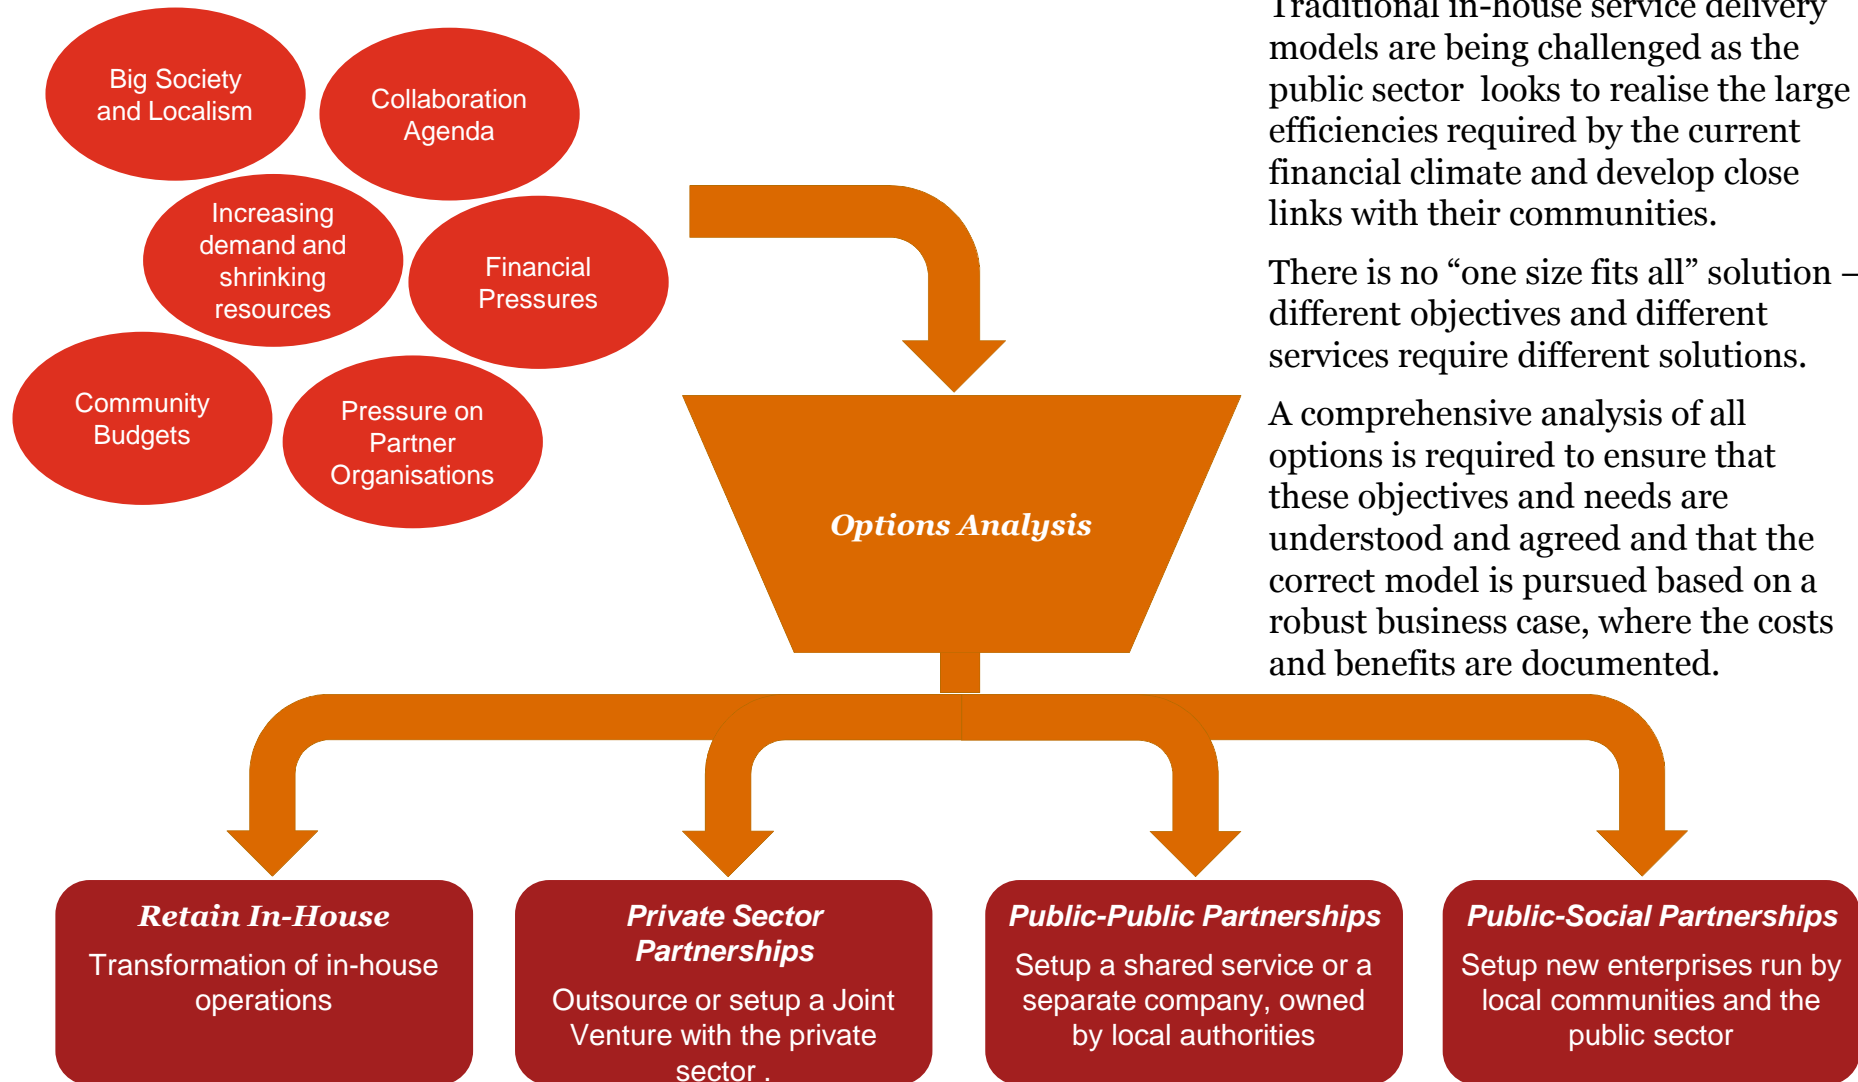 Big Society
and Localism
Collaboration
Agenda
Increasing
demand and
shrinking
resources
Financial
Pressures
Community
Budgets
Pressure on
Partner
Organisations
Traditional in-house service delivery
models are being challenged as the
public sector looks to realise the large
efficiencies required by the current
financial climate and develop close
links with their communities.
There is no “one size fits all” solution –
different objectives and different
services require different solutions.
A comprehensive analysis of all
options is required to ensure that
these objectives and needs are
understood and agreed and that the
correct model is pursued based on a
robust business case, where the costs
and benefits are documented.
Options Analysis
Retain In-House
Transformation of in-house
operations
Private Sector
Partnerships
Outsource or setup a Joint
Venture with the private
sector .
Public-Public Partnerships
Setup a shared service or a
separate company, owned
by local authorities
Public-Social Partnerships
Setup new enterprises run by
local communities and the
public sector